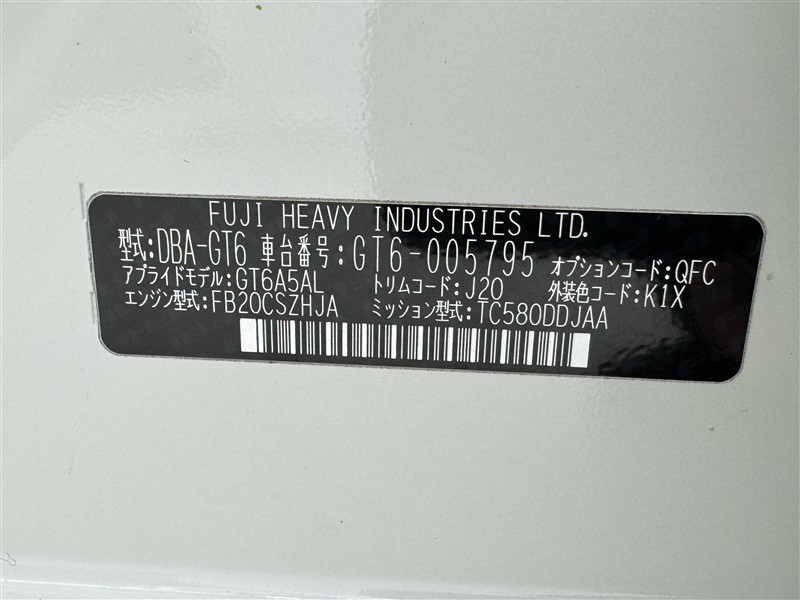 FUJI HEAVY INDUSTRIES LTD.
型式:DBA-GT6 車台番号:GT6-005795 オプションコード:QFC
アプライドモデル:GT6A5AL トリムコード:J20 外装色コード:K1X
エンジン型式:FB20CSZHJA ミッション型式:TC580DDJAA